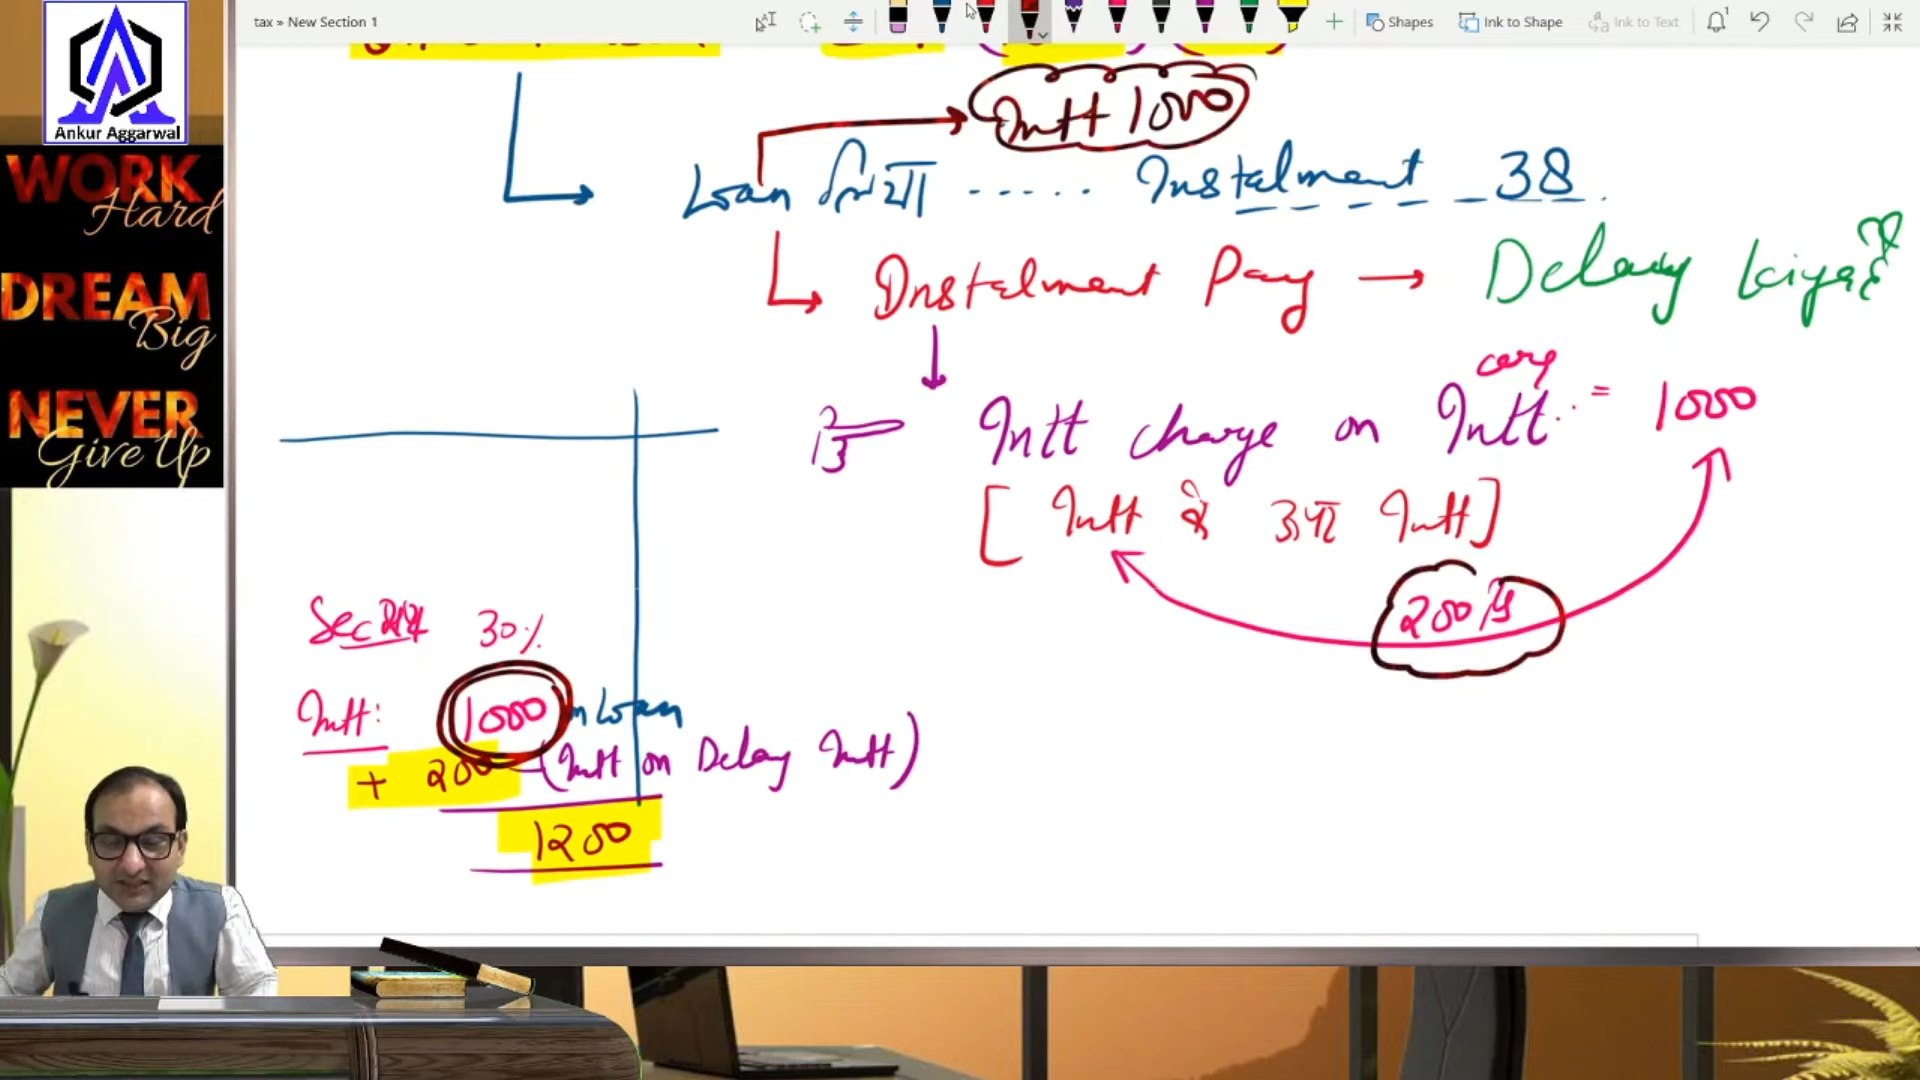 tax » New Section 1
Shapes
Ink to Shape
Ink to Text
Ankur Aggarwal
WORK
Hard
DREAM
Big
NEVER
Give Up
Intt 1000
Loan लिया ...... Instalment 38
Instalment Pay → Delay kiya है
Intt charge on Intt.. = 1000
[ Intt के ऊपर Intt ]
200/-
Sec 24 30%
Intt: 1000 on Loan
+ 200 (Intt on Delay Intt)
1200